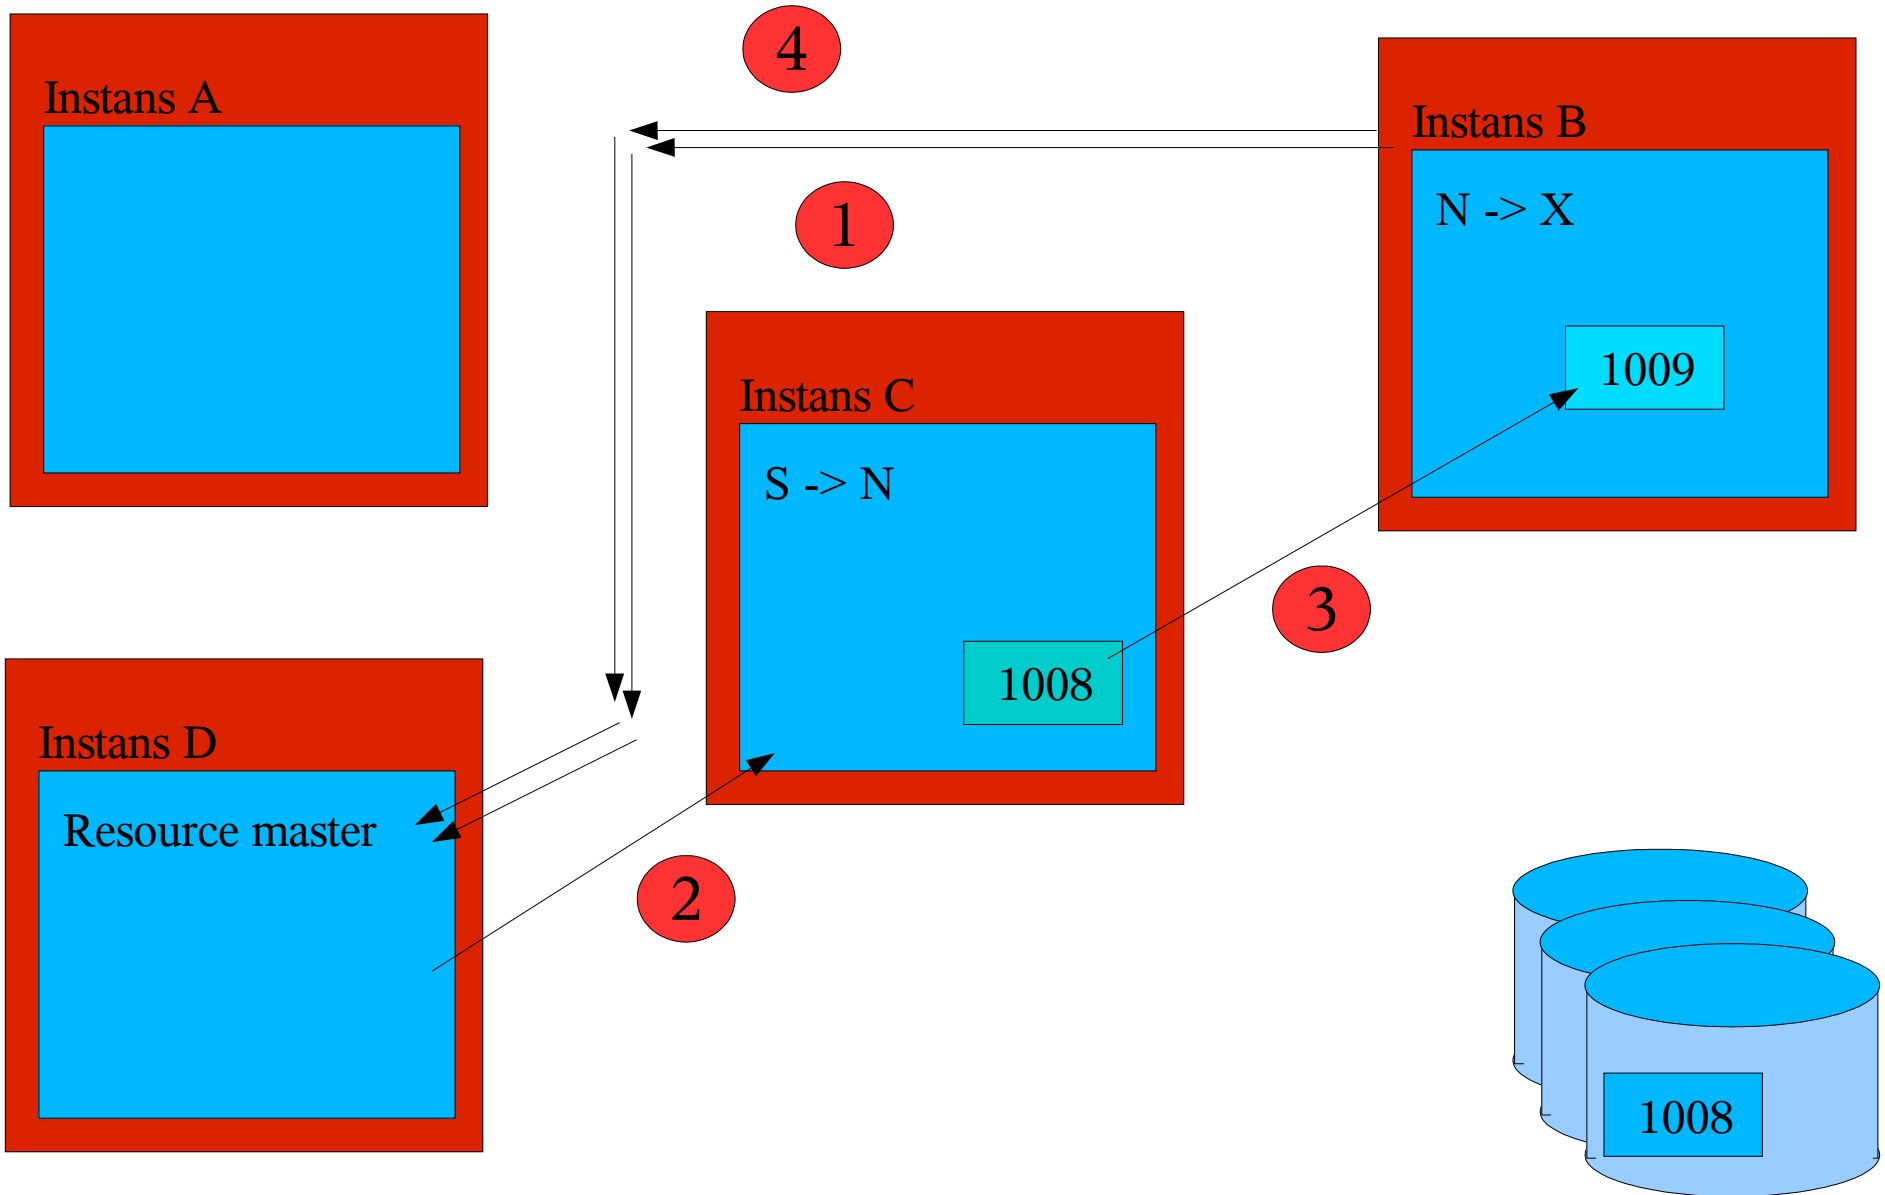 4
Instans A
Instans B
N -> X
1
1009
Instans C
S -> N
3
1008
Instans D
Resource master
2
1008